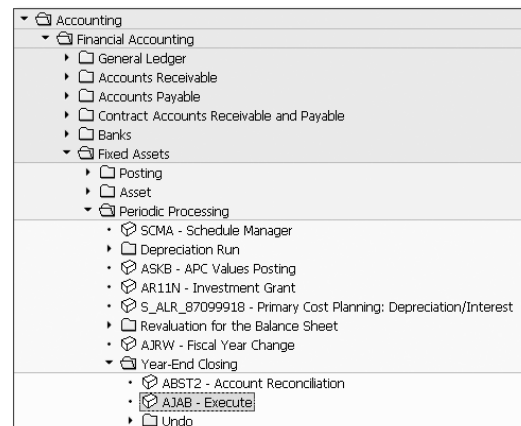 Accounting
Financial Accounting
General Ledger
Accounts Receivable
Accounts Payable
Contract Accounts Receivable and Payable
Banks
Fixed Assets
Posting
Asset
Periodic Processing
SCMA - Schedule Manager
Depreciation Run
ASKB - APC Values Posting
AR11N - Investment Grant
S_ALR_87099918 - Primary Cost Planning: Depreciation/Interest
Revaluation for the Balance Sheet
AJRW - Fiscal Year Change
Year-End Closing
ABST2 - Account Reconciliation
AJAB - Execute
Undo